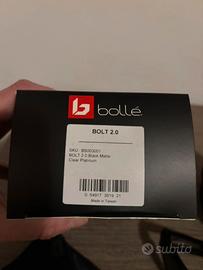 bollé
BOLT 2.0
SKU : BS003001
BOLT 2.0 Black Matte
Clear Platinum
Made in Taiwan
subito